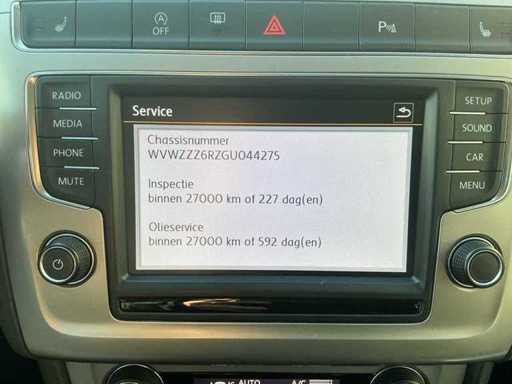 OFF
RADIO
MEDIA
PHONE
MUTE
Service
Chassisnummer
WVWZZZ6RZGU044275
Inspectie
binnen 27000 km of 227 dag(en)
Olieservice
binnen 27000 km of 592 dag(en)
SETUP
SOUND
CAR
MENU
AUTO
A/C